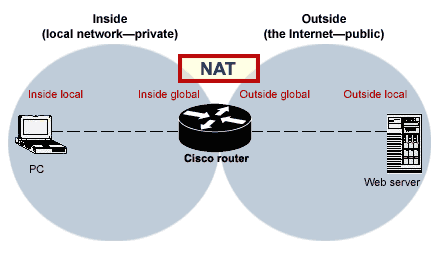 Inside
(local network—private)
Outside
(the Internet—public)
NAT
Inside local
Inside global
Outside global
Outside local
Cisco router
PC
Web server